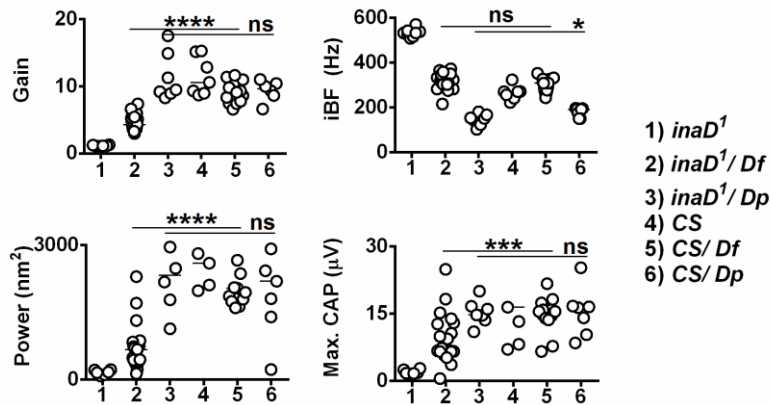 Gain
**** ns
20
10
0
1 2 3 4 5 6
iBF (Hz)
ns *
600
400
200
0
1 2 3 4 5 6
Power (nm²)
**** ns
3000
0
1 2 3 4 5 6
Max. CAP (μV)
*** ns
30
15
0
1 2 3 4 5 6
1) inaD¹
2) inaD¹/ Df
3) inaD¹/ Dp
4) CS
5) CS/ Df
6) CS/ Dp